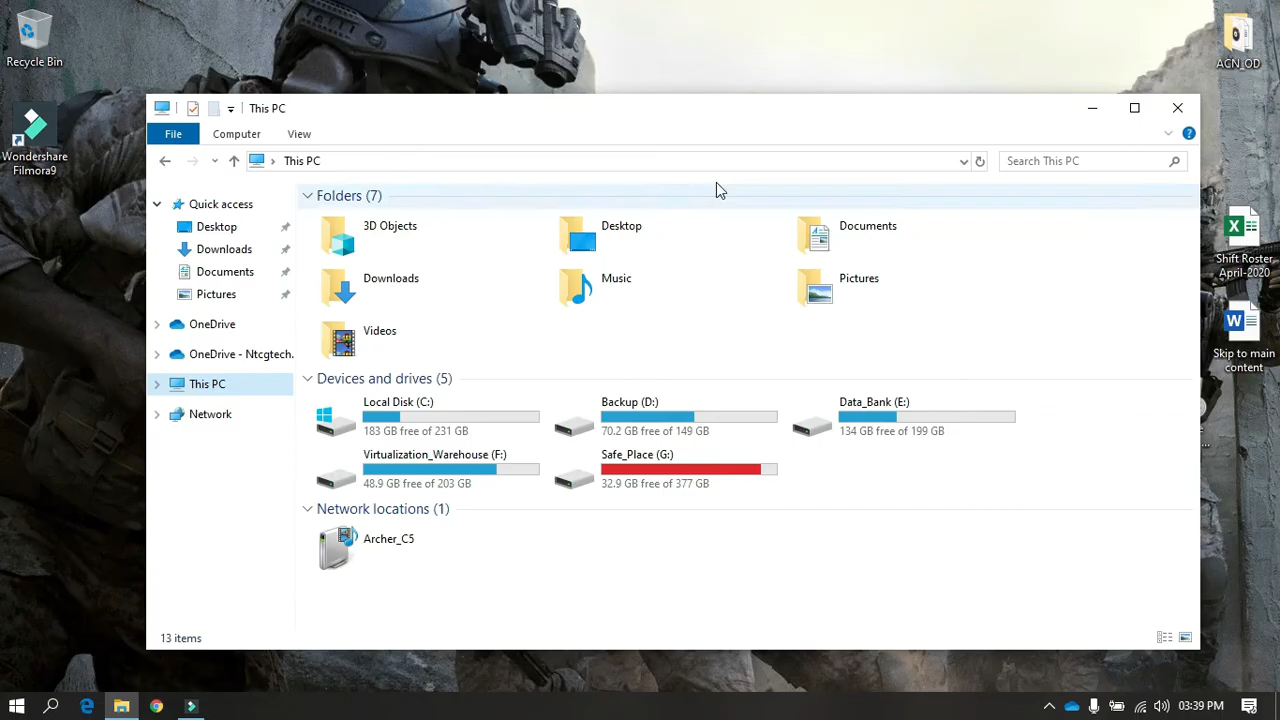 Recycle Bin
Wondershare
Filmora9
ACN_OD
Shift Roster
April-2020
Skip to main
content
This PC
File
Computer
View
This PC
Search This PC
Quick access
Desktop
Downloads
Documents
Pictures
OneDrive
OneDrive - Ntcgtech.
This PC
Network
Folders (7)
3D Objects
Desktop
Documents
Downloads
Music
Pictures
Videos
Devices and drives (5)
Local Disk (C:)
183 GB free of 231 GB
Backup (D:)
70.2 GB free of 149 GB
Data_Bank (E:)
134 GB free of 199 GB
Virtualization_Warehouse (F:)
48.9 GB free of 203 GB
Safe_Place (G:)
32.9 GB free of 377 GB
Network locations (1)
Archer_C5
13 items
03:39 PM